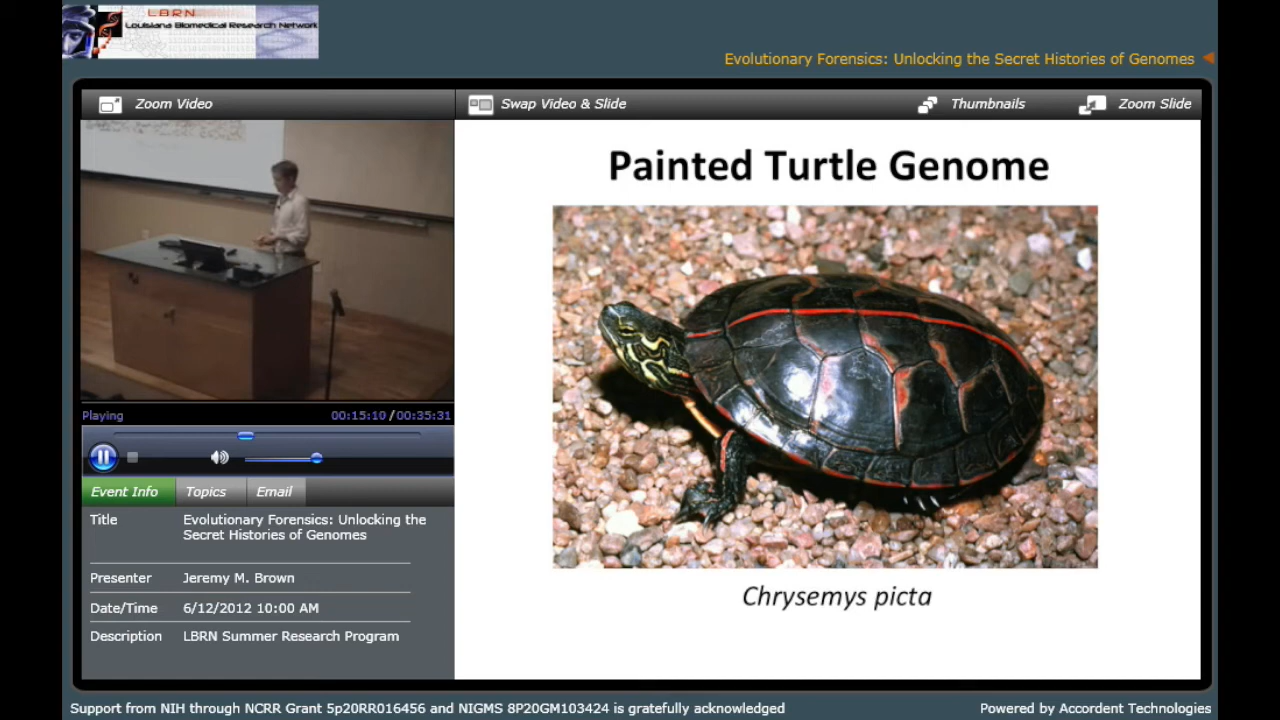 LBRN
Louisiana Biomedical Research Network
Evolutionary Forensics: Unlocking the Secret Histories of Genomes
Zoom Video
Swap Video & Slide
Thumbnails
Zoom Slide
Painted Turtle Genome
Chrysemys picta
Playing
00:15:10 / 00:35:31
Event Info
Topics
Email
Title
Evolutionary Forensics: Unlocking the
Secret Histories of Genomes
Presenter
Jeremy M. Brown
Date/Time
6/12/2012 10:00 AM
Description
LBRN Summer Research Program
Support from NIH through NCRR Grant 5p20RR016456 and NIGMS 8P20GM103424 is gratefully acknowledged
Powered by Accordent Technologies